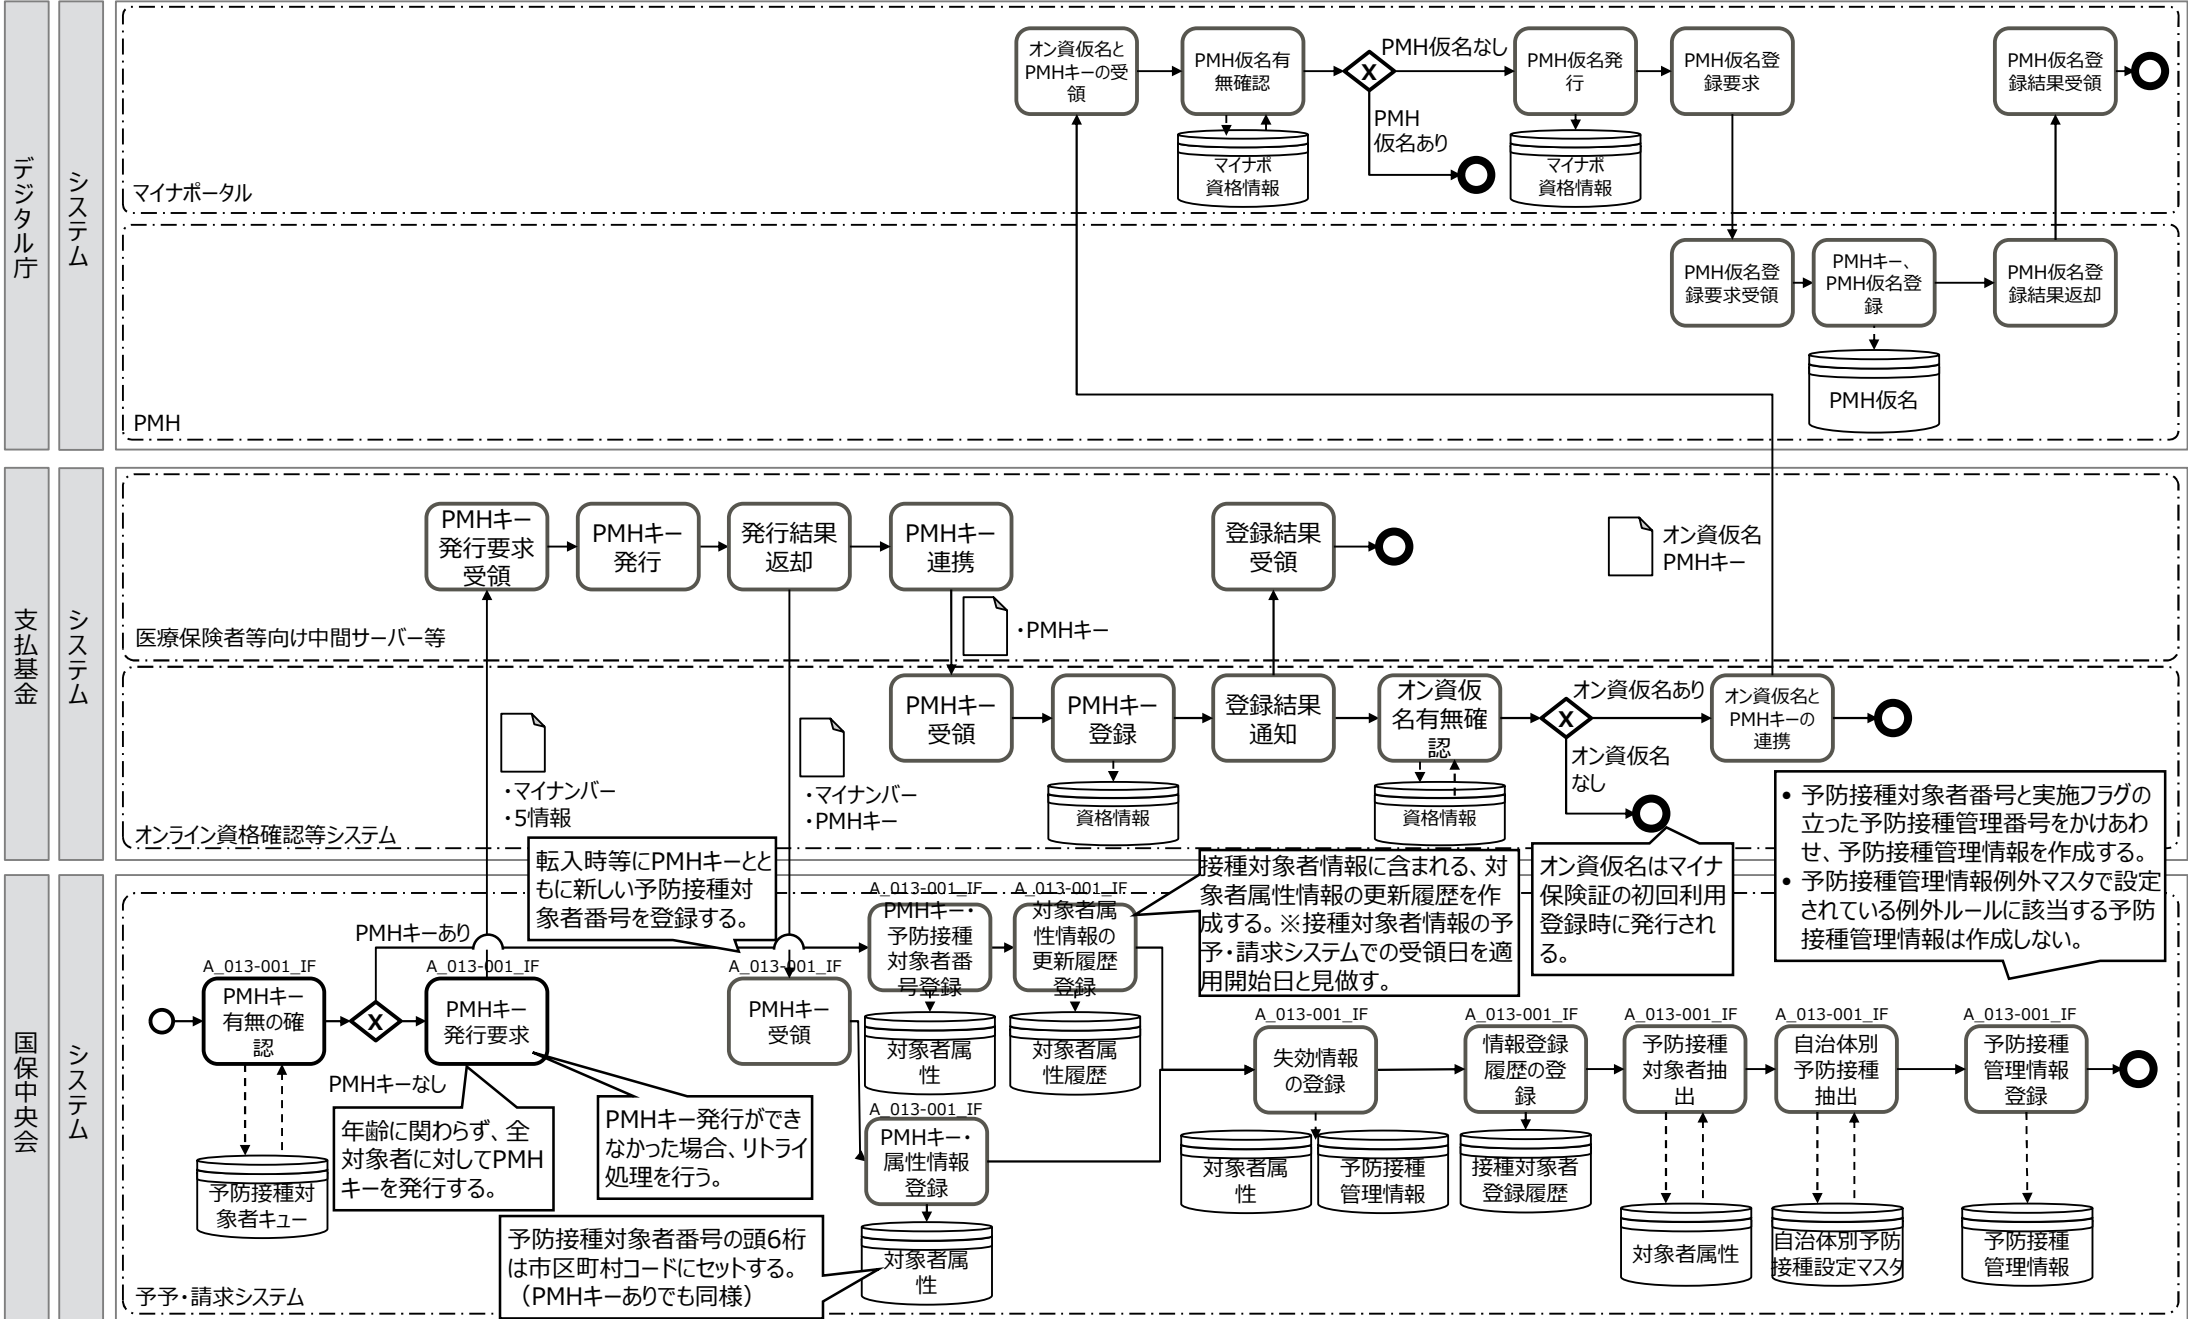 デジタル庁
システム
オン資仮名と
PMHキーの受
領
PMH仮名有
無確認
マイナポ
資格情報
X
PMH仮名なし
PMH
仮名あり
PMH仮名発
行
マイナポ
資格情報
PMH仮名登
録要求
PMH仮名登
録結果受領
マイナポータル
PMH仮名登
録要求受領
PMHキー、
PMH仮名登
録
PMH仮名
PMH仮名登
録結果返却
PMH
支払基金
システム
PMHキー
発行要求
受領
PMHキー
発行
発行結果
返却
PMHキー
連携
・PMHキー
登録結果
受領
オン資仮名
PMHキー
医療保険者等向け中間サーバー等
・マイナンバー
・5情報
・マイナンバー
・PMHキー
PMHキー
受領
PMHキー
登録
資格情報
登録結果
通知
オン資仮
名有無確
認
資格情報
X
オン資仮名あり
オン資仮名
なし
オン資仮名と
PMHキーの
連携
オンライン資格確認等システム
転入時等にPMHキーとと
もに新しい予防接種対
象者番号を登録する。
接種対象者情報に含まれる、対
象者属性情報の更新履歴を作
成する。※接種対象者情報の予
予・請求システムでの受領日を適
用開始日と見做す。
オン資仮名はマイナ
保険証の初回利用
登録時に発行され
る。
• 予防接種対象者番号と実施フラグの
立った予防接種管理番号をかけあわ
せ、予防接種管理情報を作成する。
• 予防接種管理情報例外マスタで設定
されている例外ルールに該当する予防
接種管理情報は作成しない。
国保中央会
システム
A_013-001_IF
PMHキー
有無の確
認
予防接種対
象者キュー
X
PMHキーあり
PMHキーなし
A_013-001_IF
PMHキー
発行要求
年齢に関わらず、全
対象者に対してPMH
キーを発行する。
PMHキー発行ができ
なかった場合、リトライ
処理を行う。
A_013-001_IF
PMHキー
受領
A_013-001_IF
PMHキー・
予防接種
対象者番
号登録
対象者属
性
A_013-001_IF
対象者属
性情報の
更新履歴
登録
対象者属
性履歴
A_013-001_IF
PMHキー・
属性情報
登録
対象者属
性
予防接種対象者番号の頭6桁
は市区町村コードにセットする。
（PMHキーありでも同様）
A_013-001_IF
失効情報
の登録
対象者属
性
予防接種
管理情報
A_013-001_IF
情報登録
履歴の登
録
接種対象者
登録履歴
A_013-001_IF
予防接種
対象者抽
出
対象者属性
A_013-001_IF
自治体別
予防接種
抽出
自治体別予防
接種設定マスタ
A_013-001_IF
予防接種
管理情報
登録
予防接種
管理情報
予予・請求システム